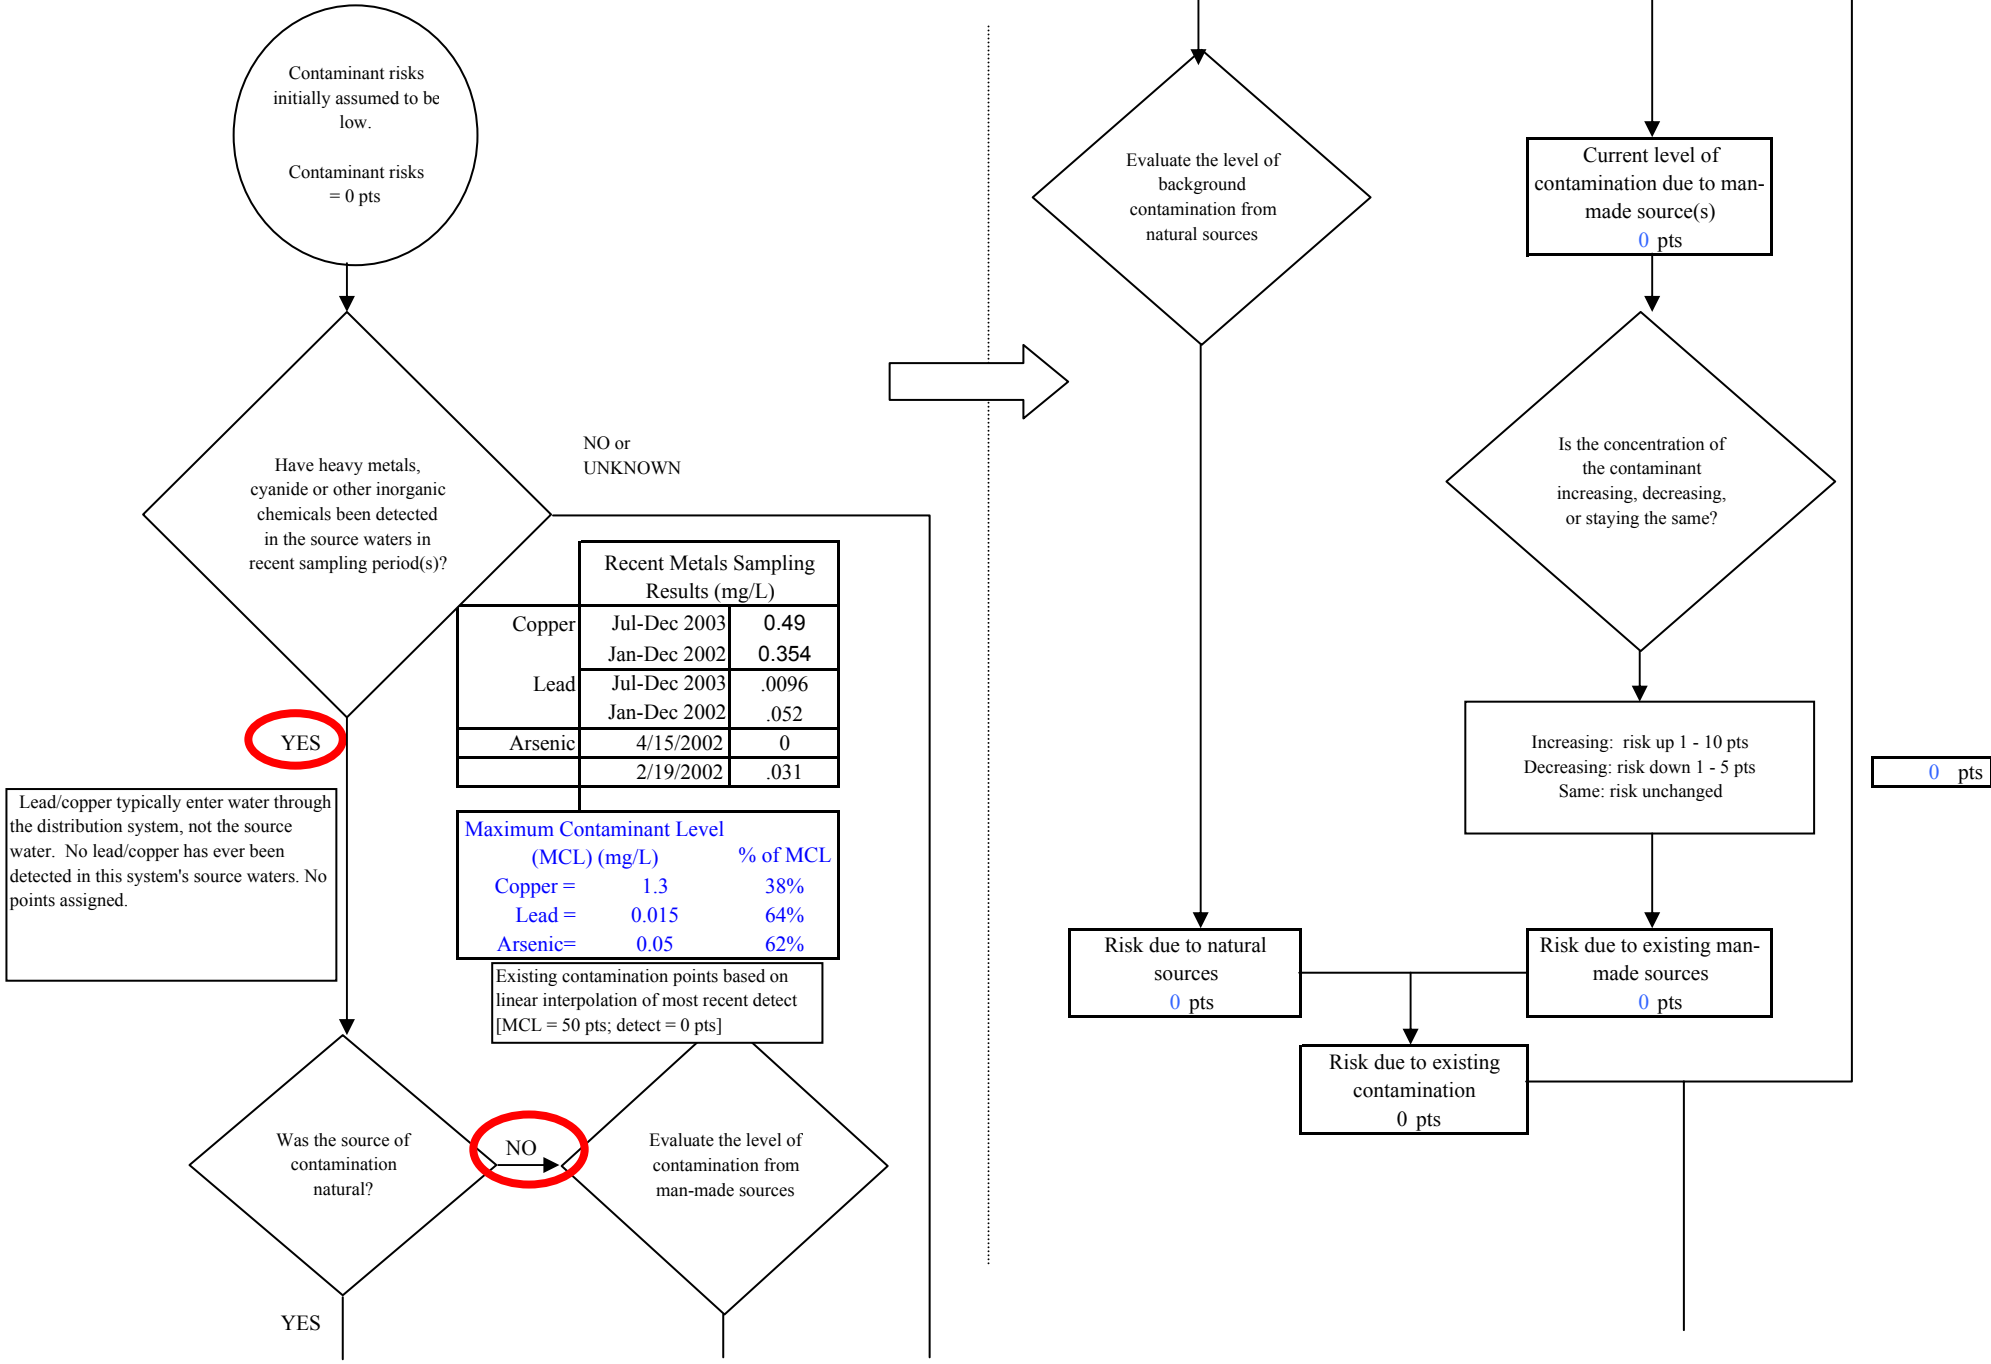 Contaminant risks
initially assumed to be
low.
Contaminant risks
= 0 pts
Have heavy metals,
cyanide or other inorganic
chemicals been detected
in the source waters in
recent sampling period(s)?
NO or
UNKNOWN
Recent Metals Sampling
Results (mg/L)
Copper Jul-Dec 2003 0.49
Jan-Dec 2002 0.354
Lead Jul-Dec 2003 .0096
Jan-Dec 2002 .052
Arsenic 4/15/2002 0
2/19/2002 .031
YES
Lead/copper typically enter water through
the distribution system, not the source
water. No lead/copper has ever been
detected in this system's source waters. No
points assigned.
Maximum Contaminant Level
(MCL) (mg/L) % of MCL
Copper = 1.3 38%
Lead = 0.015 64%
Arsenic= 0.05 62%
Existing contamination points based on
linear interpolation of most recent detect
[MCL = 50 pts; detect = 0 pts]
Was the source of
contamination
natural?
NO
Evaluate the level of
contamination from
man-made sources
YES
Evaluate the level of
background
contamination from
natural sources
Current level of
contamination due to man-
made source(s)
0 pts
Is the concentration of
the contaminant
increasing, decreasing,
or staying the same?
Increasing: risk up 1 - 10 pts
Decreasing: risk down 1 - 5 pts
Same: risk unchanged
0 pts
Risk due to natural
sources
0 pts
Risk due to existing man-
made sources
0 pts
Risk due to existing
contamination
0 pts